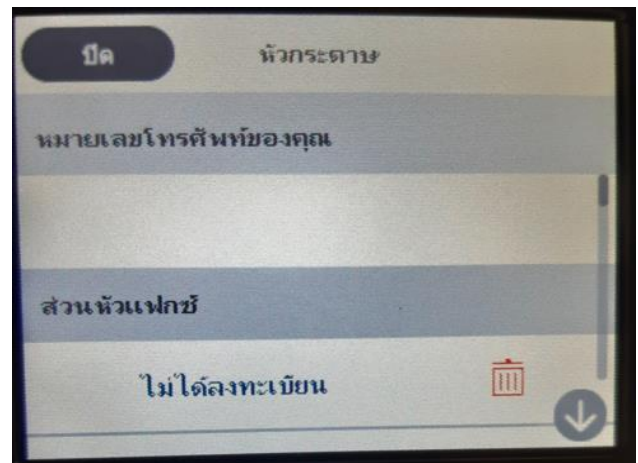 ปิด
หัวกระดาษ
หมายเลขโทรศัพท์ของคุณ
ส่วนหัวแฟกซ์
ไม่ได้ลงทะเบียน